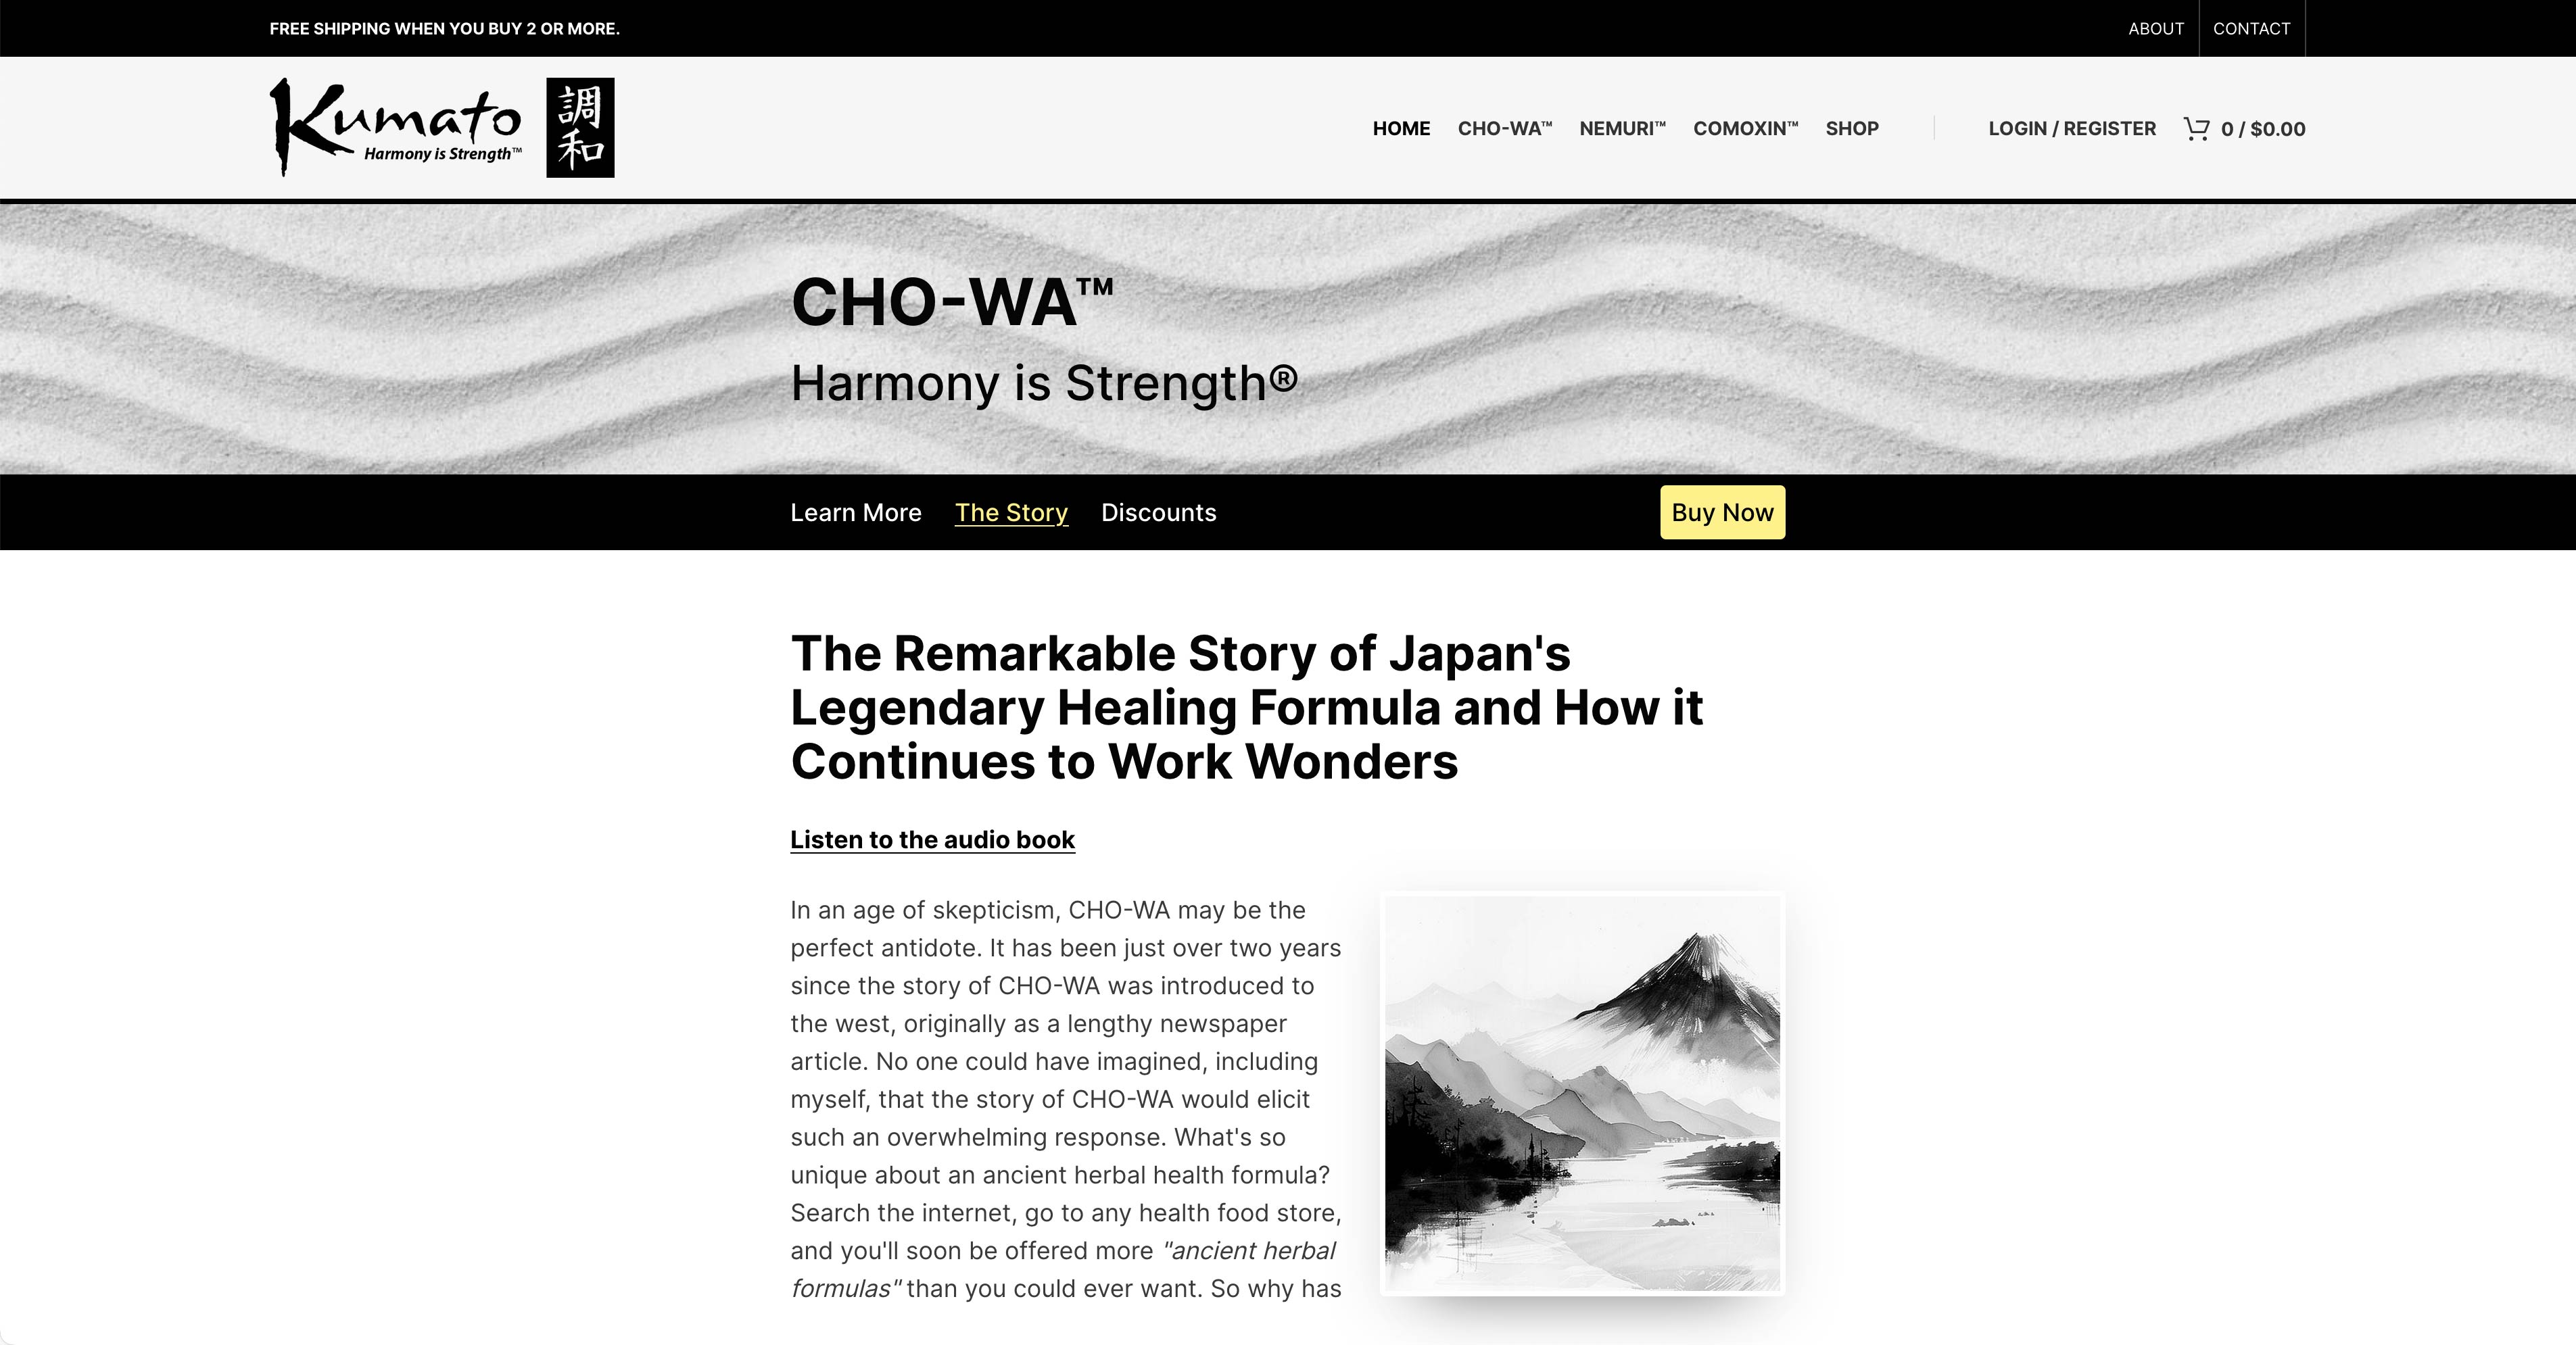 FREE SHIPPING WHEN YOU BUY 2 OR MORE.
ABOUT
CONTACT
Kumato
Harmony is Strength™
調
和
HOME
CHO-WA™
NEMURI™
COMOXIN™
SHOP
LOGIN / REGISTER
0 / $0.00
CHO-WA™
Harmony is Strength®
Learn More
The Story
Discounts
Buy Now
The Remarkable Story of Japan's
Legendary Healing Formula and How it
Continues to Work Wonders
Listen to the audio book
In an age of skepticism, CHO-WA may be the
perfect antidote. It has been just over two years
since the story of CHO-WA was introduced to
the west, originally as a lengthy newspaper
article. No one could have imagined, including
myself, that the story of CHO-WA would elicit
such an overwhelming response. What's so
unique about an ancient herbal health formula?
Search the internet, go to any health food store,
and you'll soon be offered more "ancient herbal
formulas" than you could ever want. So why has